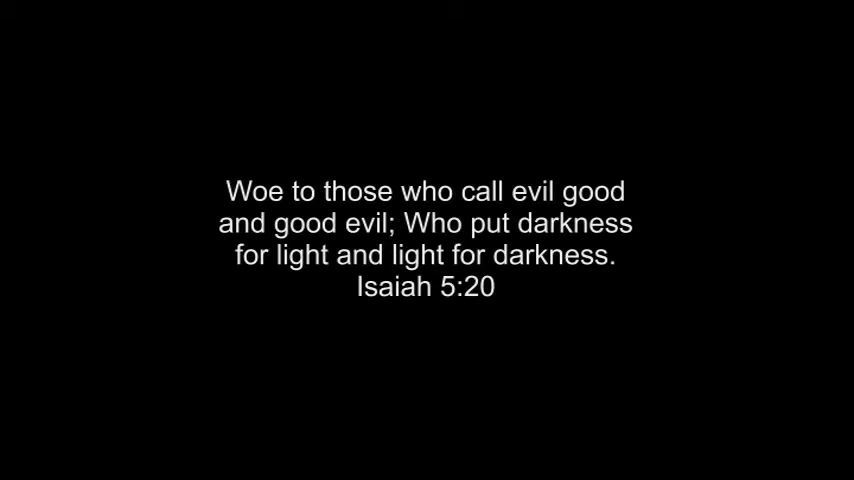 Woe to those who call evil good
and good evil; Who put darkness
for light and light for darkness.
Isaiah 5:20